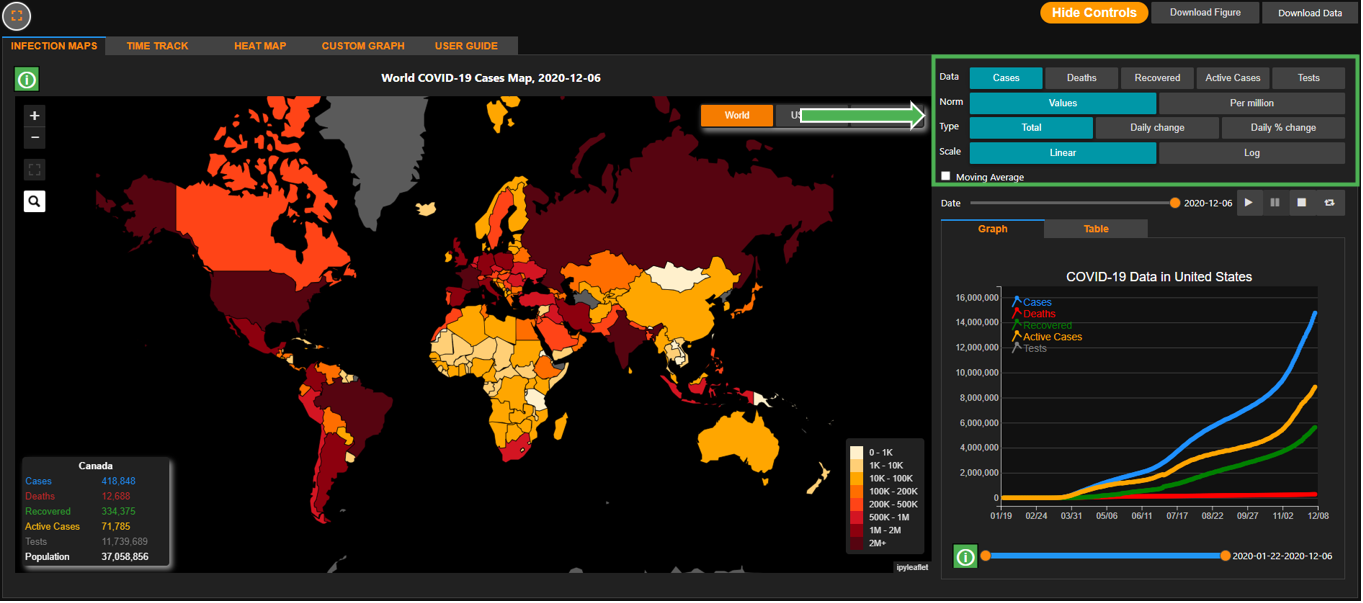 Hide Controls
Download Figure
Download Data
INFECTION MAPS
TIME TRACK
HEAT MAP
CUSTOM GRAPH
USER GUIDE
World COVID-19 Cases Map, 2020-12-06
+
−
World
Data
Cases
Deaths
Recovered
Active Cases
Tests
Norm
Values
Per million
Type
Total
Daily change
Daily % change
Scale
Linear
Log
Moving Average
Date
2020-12-06
Graph
Table
COVID-19 Data in United States
16,000,000
14,000,000
12,000,000
10,000,000
8,000,000
6,000,000
4,000,000
2,000,000
0
Cases
Deaths
Recovered
Active Cases
Tests
01/19 02/24 03/31 05/06 06/11 07/17 08/22 09/27 11/02 12/08
2020-01-22-2020-12-06
Canada
Cases 418,848
Deaths 12,688
Recovered 334,375
Active Cases 71,785
Tests 11,739,689
Population 37,058,856
0 - 1K
1K - 10K
10K - 100K
100K - 200K
200K - 500K
500K - 1M
1M - 2M
2M+
ipyleaflet